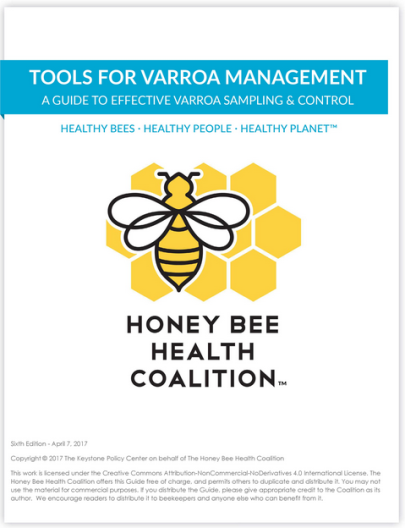 TOOLS FOR VARROA MANAGEMENT
A GUIDE TO EFFECTIVE VARROA SAMPLING & CONTROL
HEALTHY BEES · HEALTHY PEOPLE · HEALTHY PLANET™
HONEY BEE
HEALTH
COALITION™
Sixth Edition - April 7, 2017
Copyright© 2017 The Keystone Policy Center on behalf of The Honey Bee Health Coalition
This work is licensed under the Creative Commons Attribution-NonCommercial-NoDerivatives 4.0 International License. The
Honey Bee Health Coalition offers this Guide free of charge, and permits others to duplicate and distribute it. You may not
use the material for commercial purposes. If you distribute the Guide, please give appropriate credit to the Coalition as its
author. We encourage readers to distribute it to beekeepers and anyone else who can benefit from it.